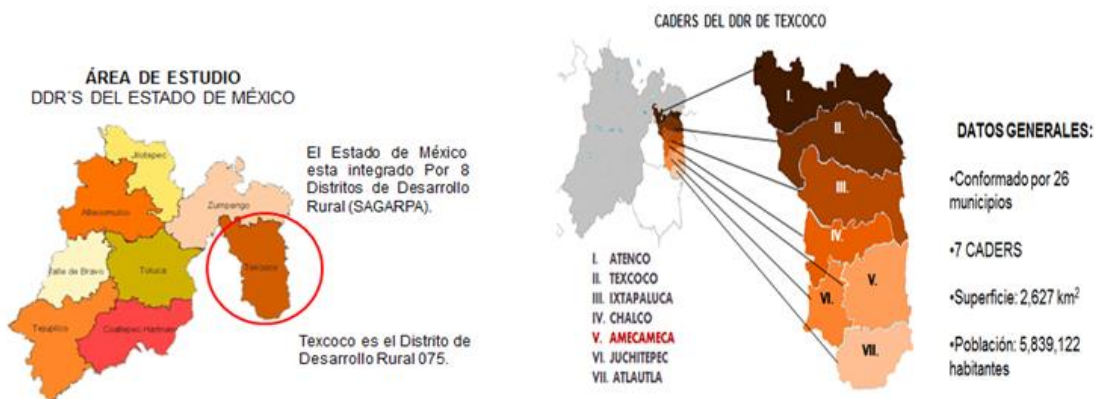 ÁREA DE ESTUDIO
DDR´S DEL ESTADO DE MÉXICO
Jilotepec
Atlacomulco
Zumpango
Valle de Bravo
Toluca
Texcoco
Tejupilco
Coatepec Harinas
El Estado de México
esta integrado Por 8
Distritos de Desarrollo
Rural (SAGARPA).
Texcoco es el Distrito de
Desarrollo Rural 075.
CADERS DEL DDR DE TEXCOCO
I.
II.
III.
IV.
V.
VI.
VII.
I. ATENCO
II. TEXCOCO
III. IXTAPALUCA
IV. CHALCO
V. AMECAMECA
VI. JUCHITEPEC
VII. ATLAUTLA
DATOS GENERALES:
•Conformado por 26
municipios
•7 CADERS
•Superficie: 2,627 km²
•Población: 5,839,122
habitantes